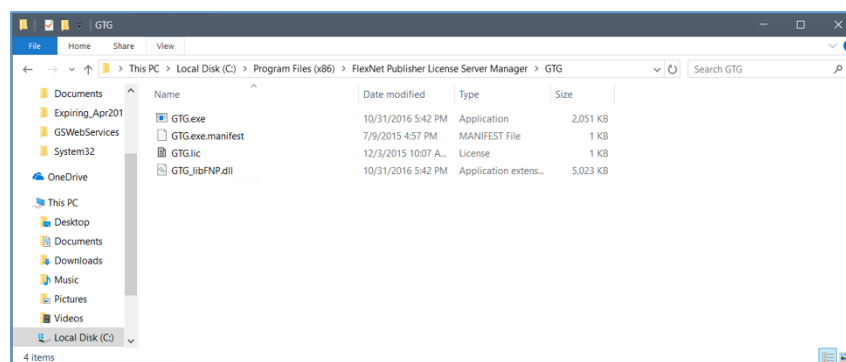 GTG
File Home Share View
This PC > Local Disk (C:) > Program Files (x86) > FlexNet Publisher License Server Manager > GTG
Search GTG
Name Date modified Type Size
Documents
Expiring_Apr201
GSWebServices
System32
OneDrive
This PC
Desktop
Documents
Downloads
Music
Pictures
Videos
Local Disk (C:)
GTG.exe 10/31/2016 5:42 PM Application 2,051 KB
GTG.exe.manifest 7/9/2015 4:57 PM MANIFEST File 1 KB
GTG.lic 12/3/2015 10:07 A... License 1 KB
GTG_libFNP.dll 10/31/2016 5:42 PM Application extens... 5,023 KB
4 items